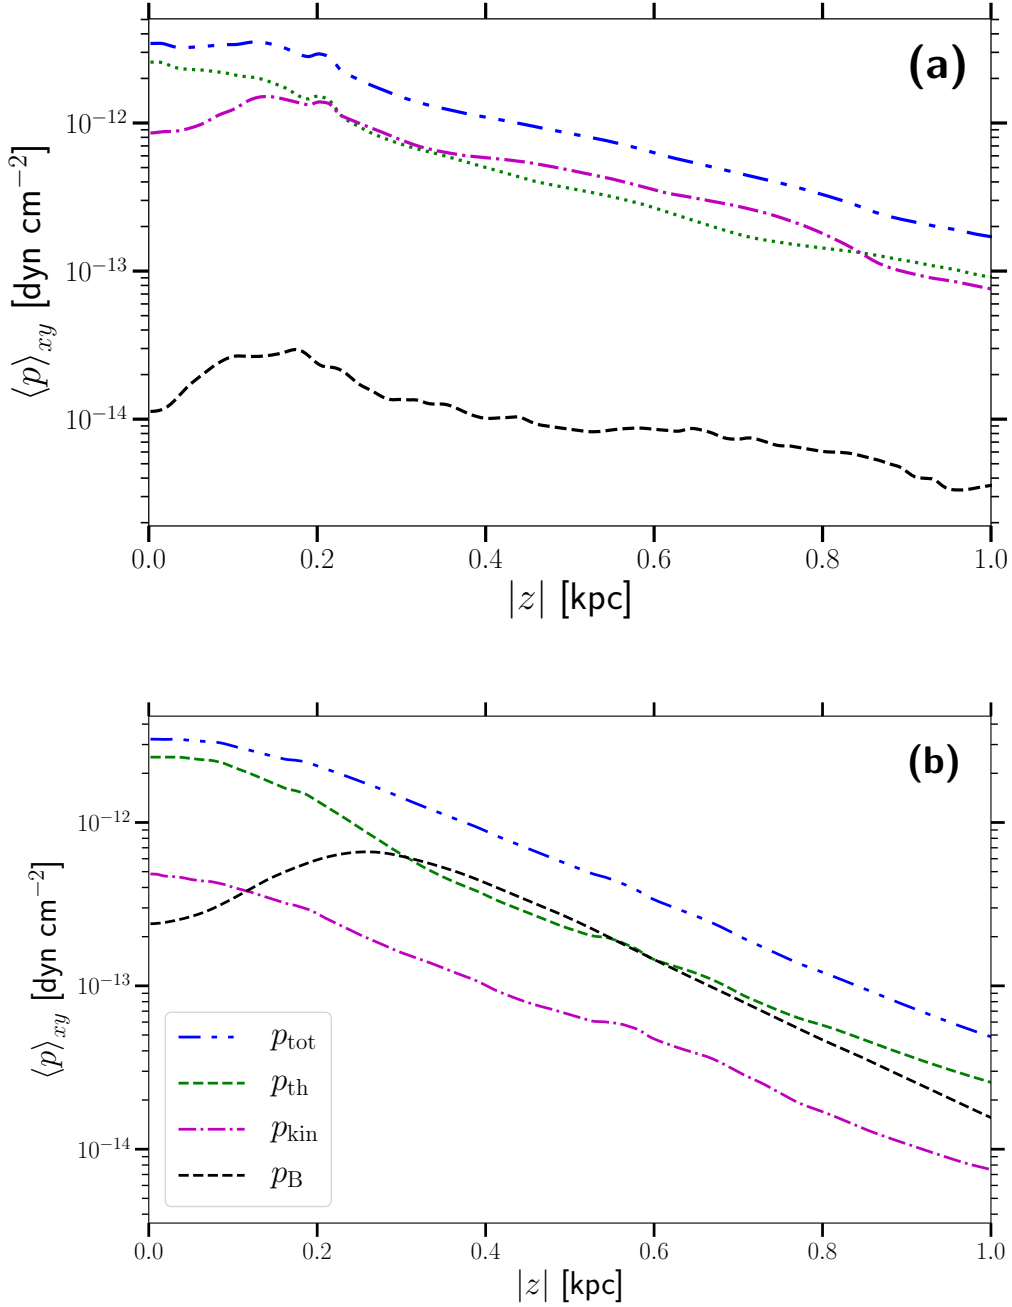 (a)
10⁻¹²
10⁻¹³
10⁻¹⁴
⟨p⟩xy [dyn cm⁻²]
0.0 0.2 0.4 0.6 0.8 1.0
|z| [kpc]
(b)
10⁻¹²
10⁻¹³
10⁻¹⁴
⟨p⟩xy [dyn cm⁻²]
p_tot
p_th
p_kin
p_B
0.0 0.2 0.4 0.6 0.8 1.0
|z| [kpc]